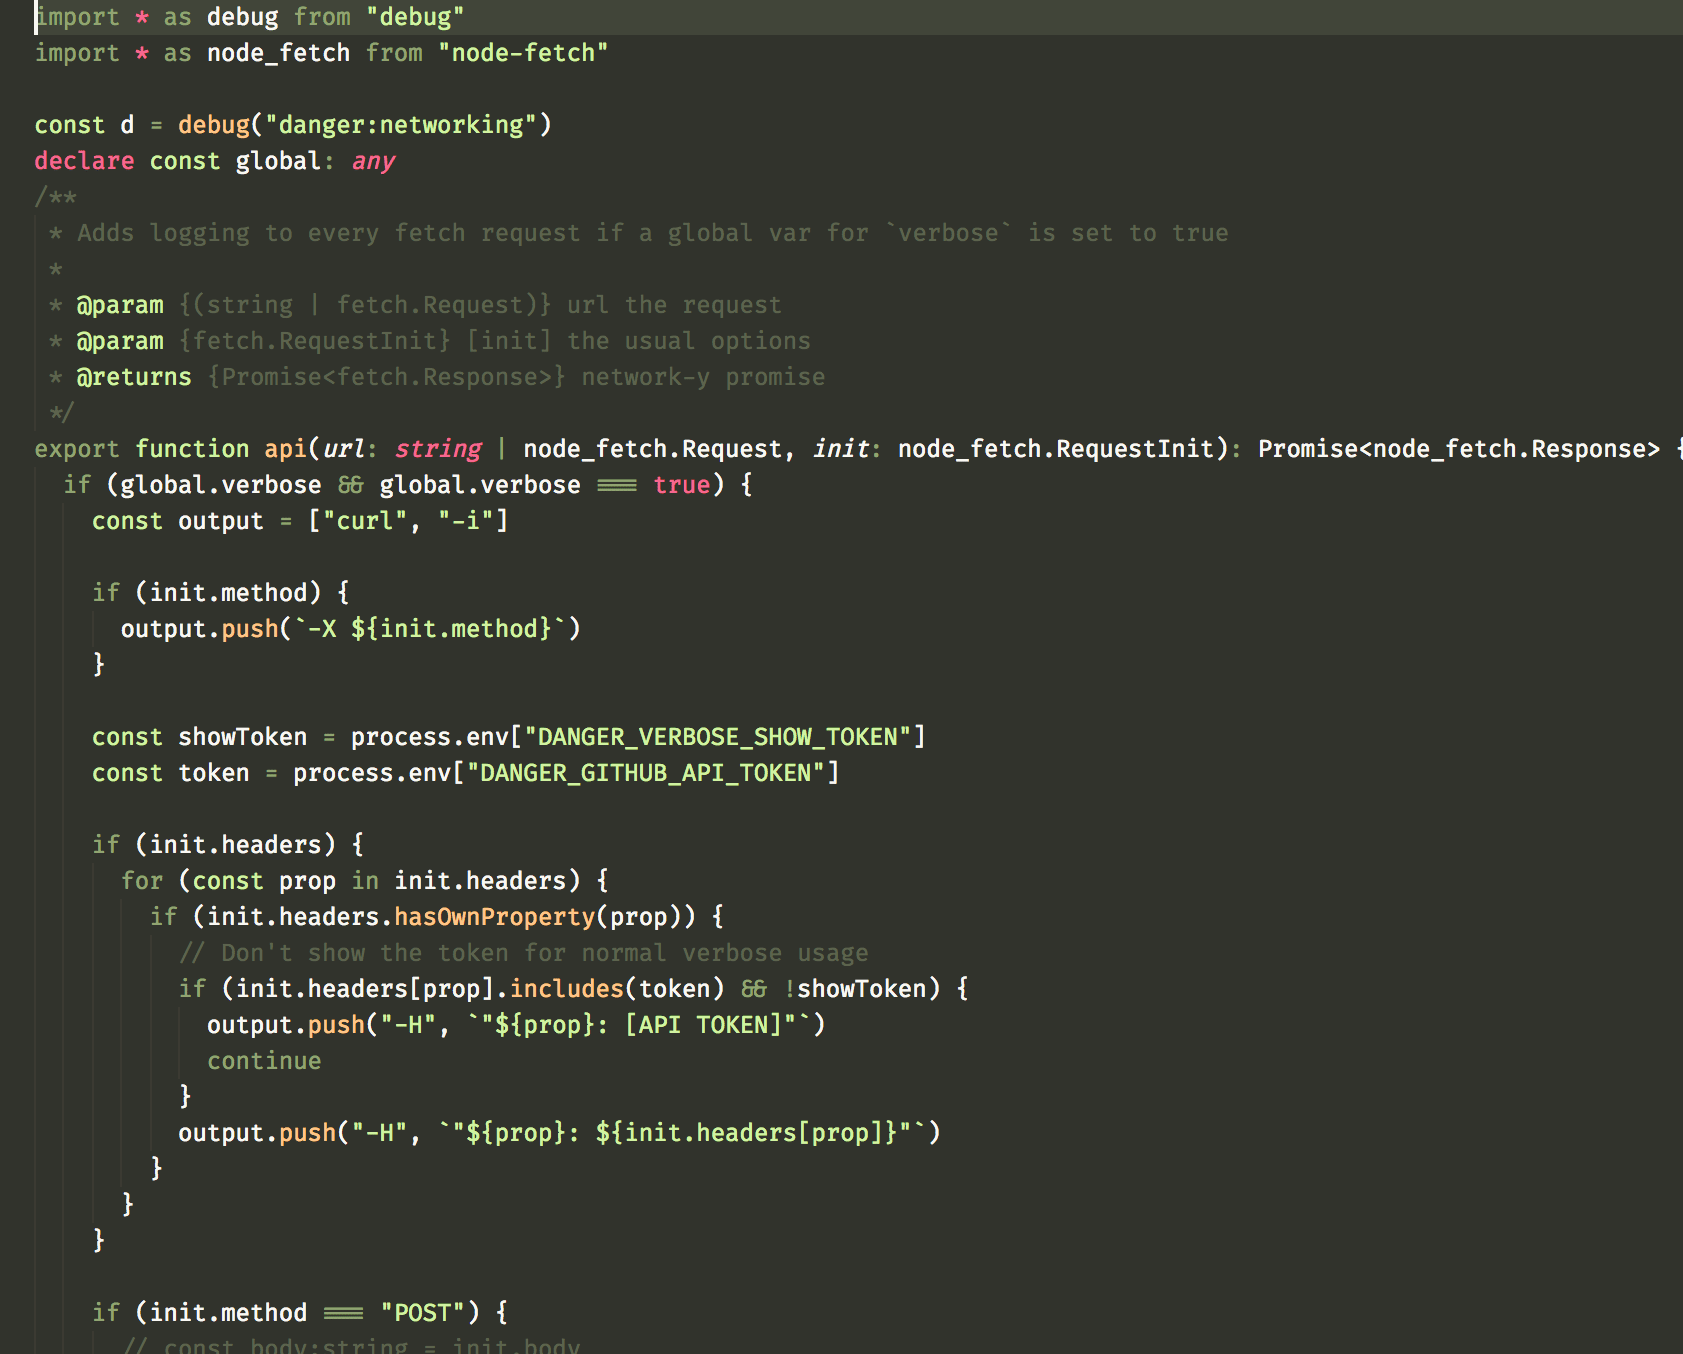 import * as debug from "debug"
import * as node_fetch from "node-fetch"

const d = debug("danger:networking")
declare const global: any
/**
 * Adds logging to every fetch request if a global var for `verbose` is set to true
 *
 * @param {(string | fetch.Request)} url the request
 * @param {fetch.RequestInit} [init] the usual options
 * @returns {Promise<fetch.Response>} network-y promise
 */
export function api(url: string | node_fetch.Request, init: node_fetch.RequestInit): Promise<node_fetch.Response> {
  if (global.verbose && global.verbose === true) {
    const output = ["curl", "-i"]

    if (init.method) {
      output.push(`-X ${init.method}`)
    }

    const showToken = process.env["DANGER_VERBOSE_SHOW_TOKEN"]
    const token = process.env["DANGER_GITHUB_API_TOKEN"]

    if (init.headers) {
      for (const prop in init.headers) {
        if (init.headers.hasOwnProperty(prop)) {
          // Don't show the token for normal verbose usage
          if (init.headers[prop].includes(token) && !showToken) {
            output.push("-H", `"${prop}: [API TOKEN]"`)
            continue
          }
          output.push("-H", `"${prop}: ${init.headers[prop]}"`)
        }
      }
    }

    if (init.method === "POST") {
      // const body:string = init.body